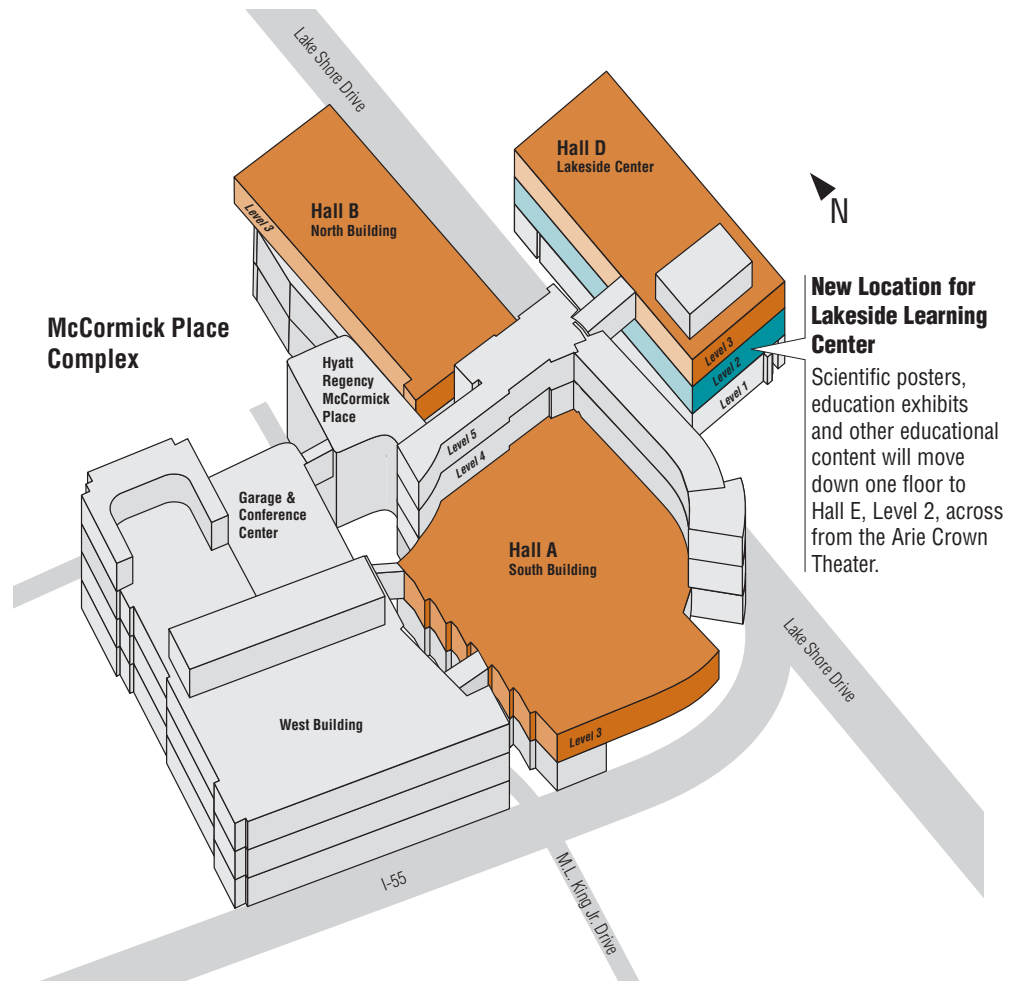 Lake Shore Drive
Hall D
Lakeside Center
N
Hall B
North Building
Level 3
McCormick Place
Complex
Hyatt
Regency
McCormick
Place
Level 3
Level 2
Level 1
New Location for
Lakeside Learning
Center
Scientific posters,
education exhibits
and other educational
content will move
down one floor to
Hall E, Level 2, across
from the Arie Crown
Theater.
Level 5
Level 4
Garage &
Conference
Center
Hall A
South Building
Level 3
West Building
Lake Shore Drive
I-55
M.L. King Jr. Drive